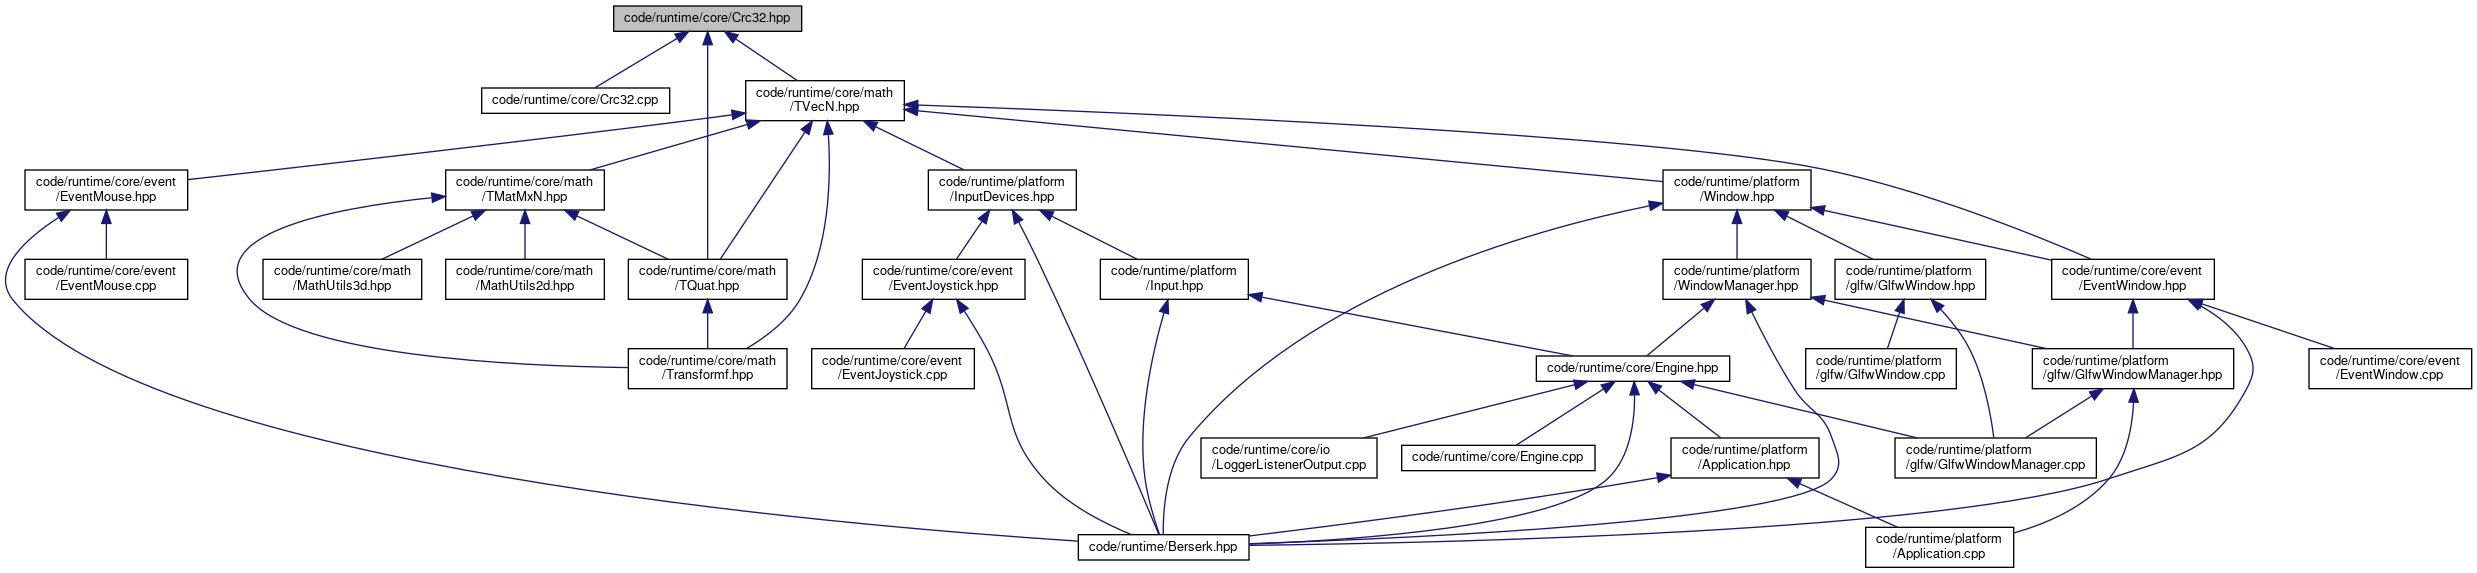 code/runtime/core/Crc32.hpp
code/runtime/core/Crc32.cpp
code/runtime/core/math
/TVecN.hpp
code/runtime/core/event
/EventMouse.hpp
code/runtime/core/math
/TMatMxN.hpp
code/runtime/platform
/InputDevices.hpp
code/runtime/platform
/Window.hpp
code/runtime/core/event
/EventMouse.cpp
code/runtime/core/math
/MathUtils3d.hpp
code/runtime/core/math
/MathUtils2d.hpp
code/runtime/core/math
/TQuat.hpp
code/runtime/core/event
/EventJoystick.hpp
code/runtime/platform
/Input.hpp
code/runtime/platform
/WindowManager.hpp
code/runtime/platform
/glfw/GlfwWindow.hpp
code/runtime/core/event
/EventWindow.hpp
code/runtime/core/math
/Transformf.hpp
code/runtime/core/event
/EventJoystick.cpp
code/runtime/core/Engine.hpp
code/runtime/platform
/glfw/GlfwWindow.cpp
code/runtime/platform
/glfw/GlfwWindowManager.hpp
code/runtime/core/event
/EventWindow.cpp
code/runtime/core/io
/LoggerListenerOutput.cpp
code/runtime/core/Engine.cpp
code/runtime/platform
/Application.hpp
code/runtime/platform
/glfw/GlfwWindowManager.cpp
code/runtime/Berserk.hpp
code/runtime/platform
/Application.cpp